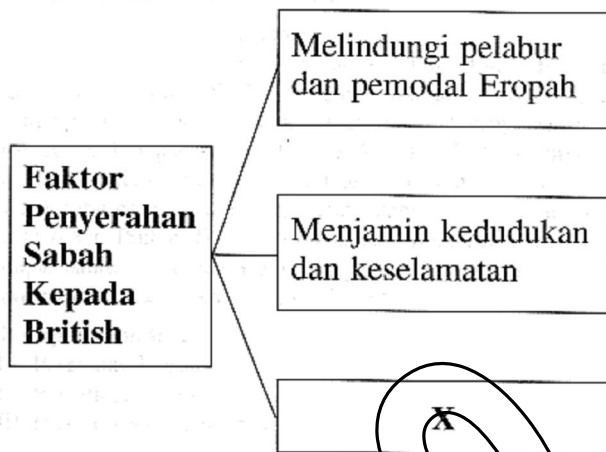 Melindungi pelabur
dan pemodal Eropah
Faktor
Penyerahan
Sabah
Kepada
British
Menjamin kedudukan
dan keselamatan
X